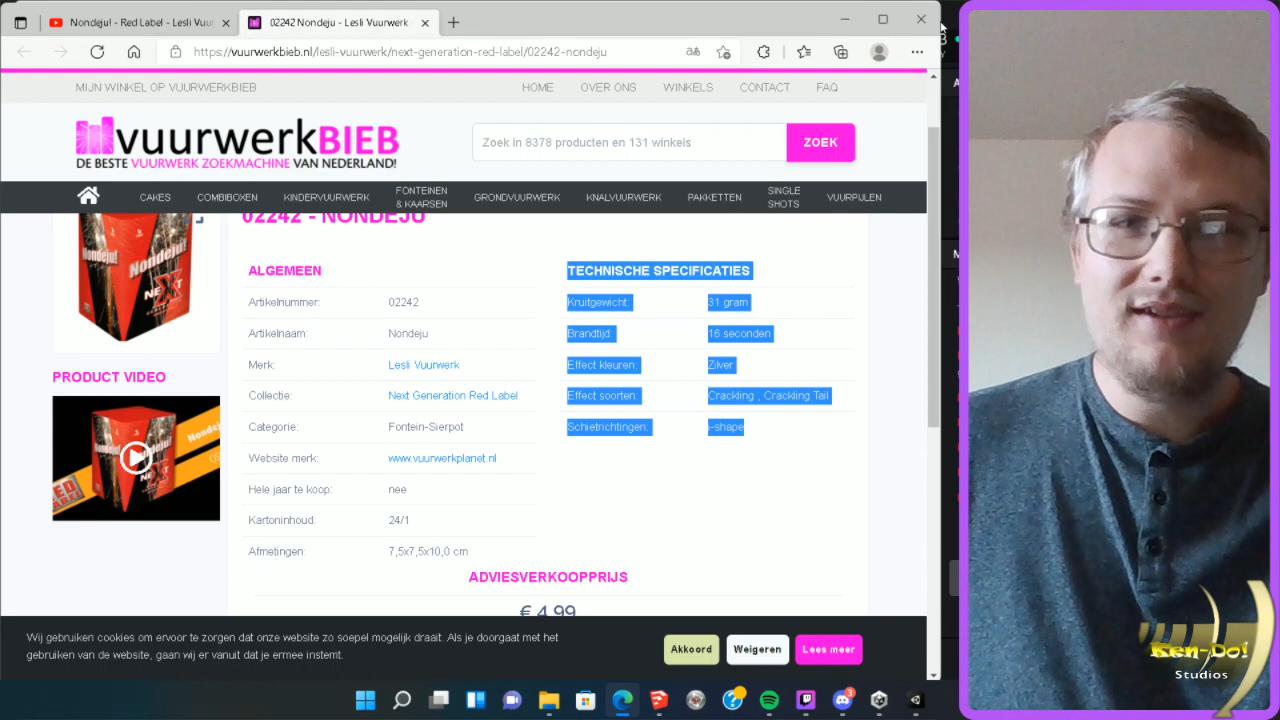 Nondeju! - Red Label - Lesli Vuur
02242 Nondeju - Lesli Vuurwerk
https://vuurwerkbieb.nl/lesli-vuurwerk/next-generation-red-label/02242-nondeju
MIJN WINKEL OP VUURWERKBIEB
HOME OVER ONS WINKELS CONTACT FAQ
vuurwerkBIEB
DE BESTE VUURWERK ZOEKMACHINE VAN NEDERLAND!
Zoek in 8378 producten en 131 winkels
ZOEK
CAKES COMBIBOXEN KINDERVUURWERK FONTEINEN & KAARSEN GRONDVUURWERK KNALVUURWERK PAKKETTEN SINGLE SHOTS VUURPIJLEN
02242 - NONDEJU
Nondeju! Nondeju!
NEXT
ALGEMEEN
Artikelnummer: 02242
Artikelnaam: Nondeju
Merk: Lesli Vuurwerk
Collectie: Next Generation Red Label
Categorie: Fontein-Sierpot
Website merk: www.vuurwerkplanet.nl
Hele jaar te koop: nee
Kartoninhoud: 24/1
Afmetingen: 7,5x7,5x10,0 cm
TECHNISCHE SPECIFICATIES
Kruitgewicht: 31 gram
Brandtijd: 16 seconden
Effect kleuren: Zilver
Effect soorten: Crackling , Crackling Tail
Schietrichtingen: i-shape
PRODUCT VIDEO
ADVIESVERKOOPPRIJS
€ 4,99
Wij gebruiken cookies om ervoor te zorgen dat onze website zo soepel mogelijk draait. Als je doorgaat met het
gebruiken van de website, gaan wij er vanuit dat je ermee instemt.
Akkoord
Weigeren
Lees meer
3
Ken-Do!
Studios